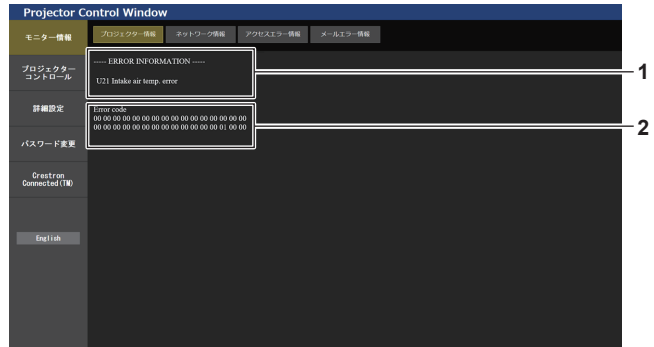 Projector Control Window
モニター情報
プロジェクター情報
ネットワーク情報
アクセスエラー情報
メールエラー情報
プロジェクター
コントロール
詳細設定
パスワード変更
Crestron
Connected(TM)
English
----- ERROR INFORMATION -----
U21 Intake air temp. error
Error code
00 00 00 00 00 00 00 00 00 00 00 00 00 00 00 00
00 00 00 00 00 00 00 00 00 00 00 00 00 01 00 00
1
2